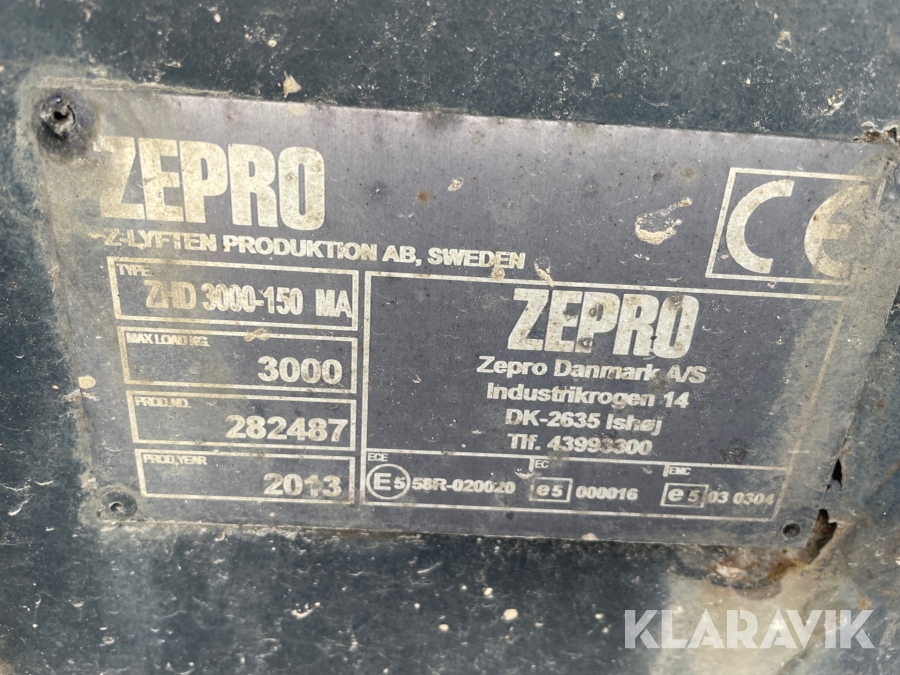 ZEPRO
Z-LYFTEN PRODUKTION AB, SWEDEN
CE
TYPE
ZHD 3000-150 MA
MAX LOAD KG.
3000
PROD.NO.
282487
PROD.YEAR
2013
ZEPRO
Zepro Danmark A/S
Industrikrogen 14
DK-2635 Ishøj
Tlf. 43993300
ECE
E5 58R-020020
EC
e5 000016
EMC
e5 03 0304
KLARAVIK